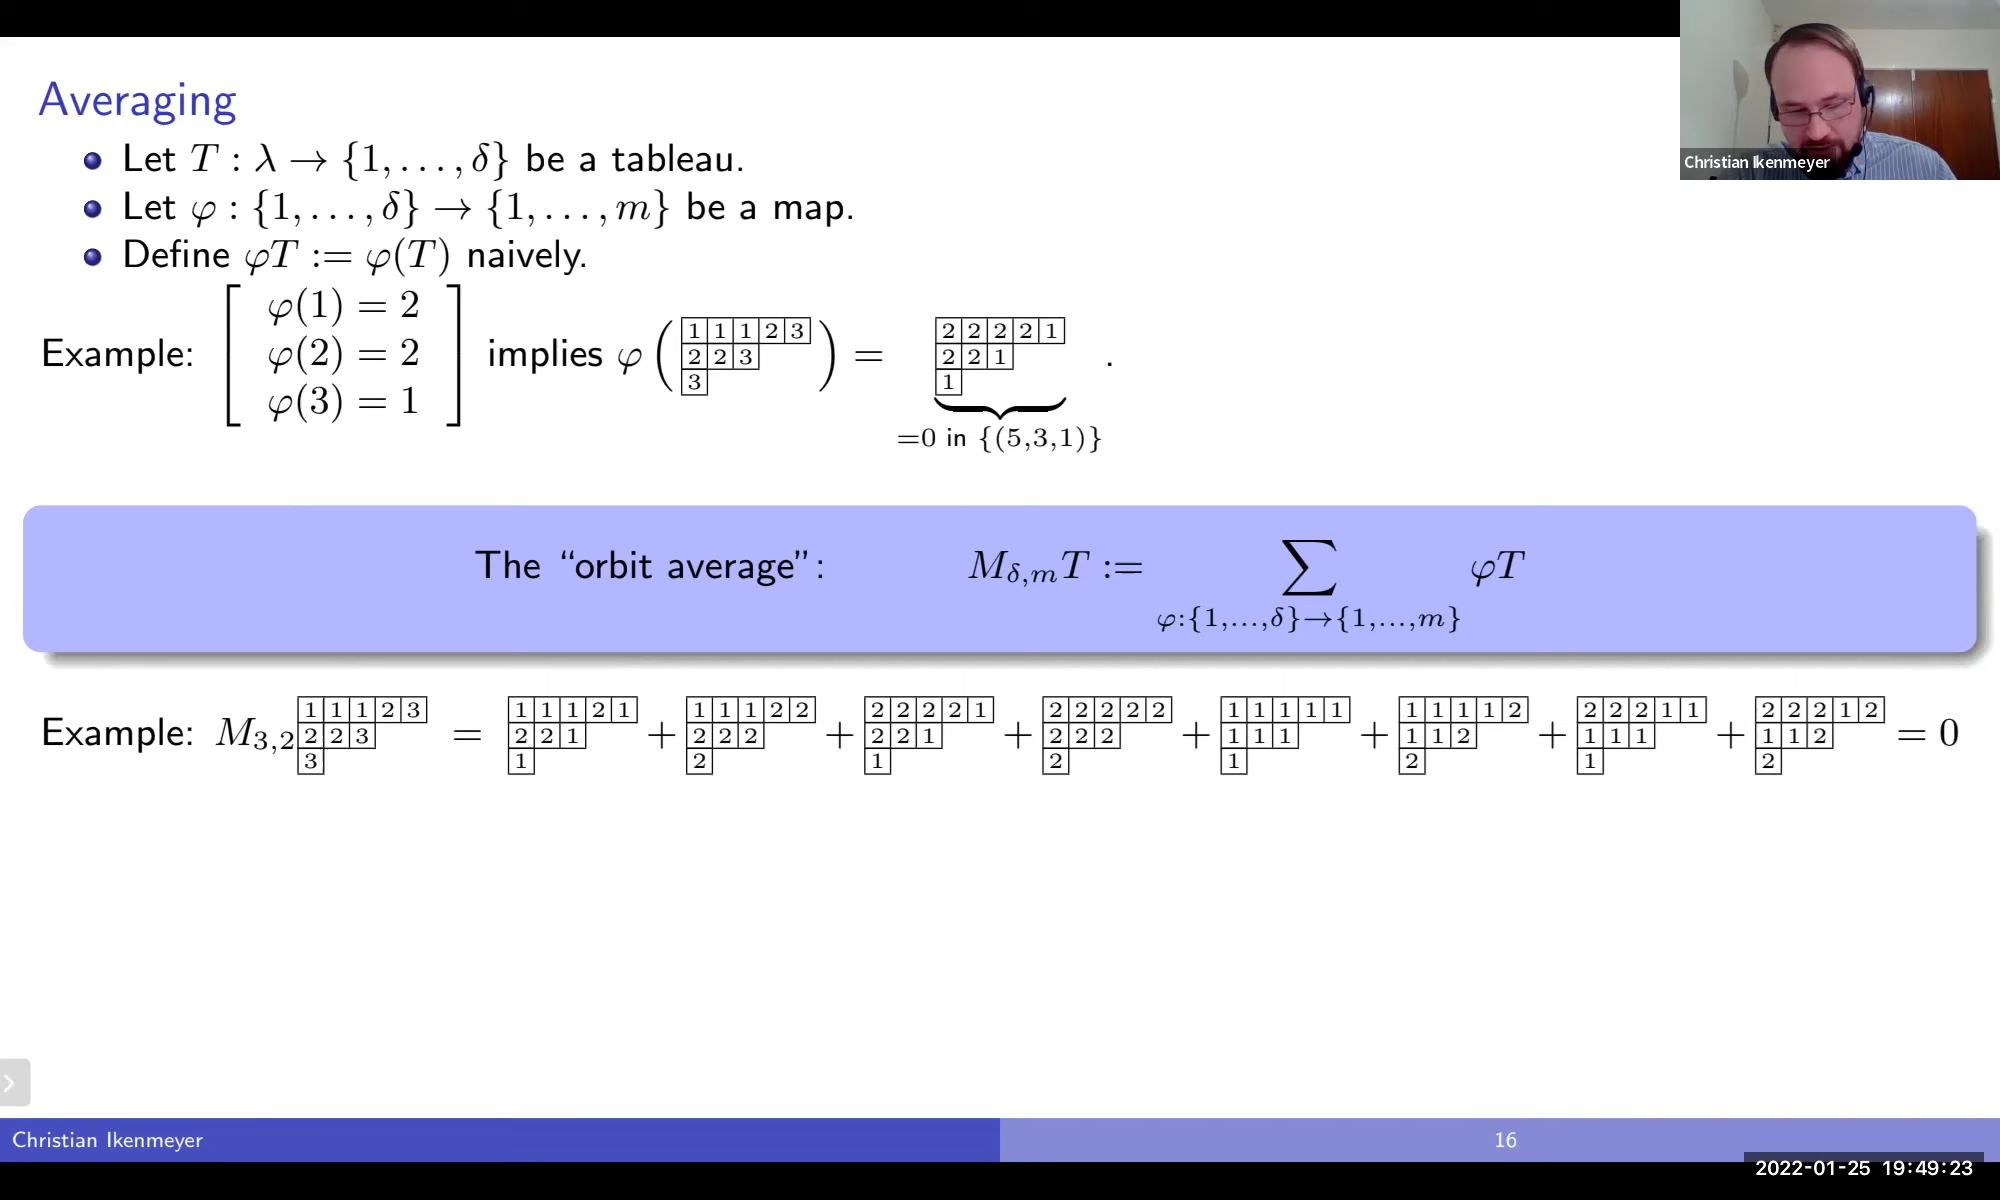 Averaging
Let T : λ → {1, . . . , δ} be a tableau.
Let φ : {1, . . . , δ} → {1, . . . , m} be a map.
Define φT := φ(T) naively.
Example: [ φ(1) = 2 φ(2) = 2 φ(3) = 1 ] implies φ ( 1 1 1 2 3 / 2 2 3 / 3 ) = 2 2 2 2 1 / 2 2 1 / 1 .
=0 in {(5,3,1)}
The “orbit average”: M_{δ,m}T := ∑_{φ:{1,...,δ}→{1,...,m}} φT
Example: M_{3,2} 1 1 1 2 3 / 2 2 3 / 3 = 1 1 1 2 1 / 2 2 1 / 1 + 1 1 1 2 2 / 2 2 2 / 2 + 2 2 2 2 1 / 2 2 1 / 1 + 2 2 2 2 2 / 2 2 2 / 2 + 1 1 1 1 1 / 1 1 1 / 1 + 1 1 1 1 2 / 1 1 2 / 2 + 2 2 2 1 1 / 1 1 1 / 1 + 2 2 2 1 2 / 1 1 2 / 2 = 0
Christian Ikenmeyer
Christian Ikenmeyer
16
2022-01-25 19:49:23